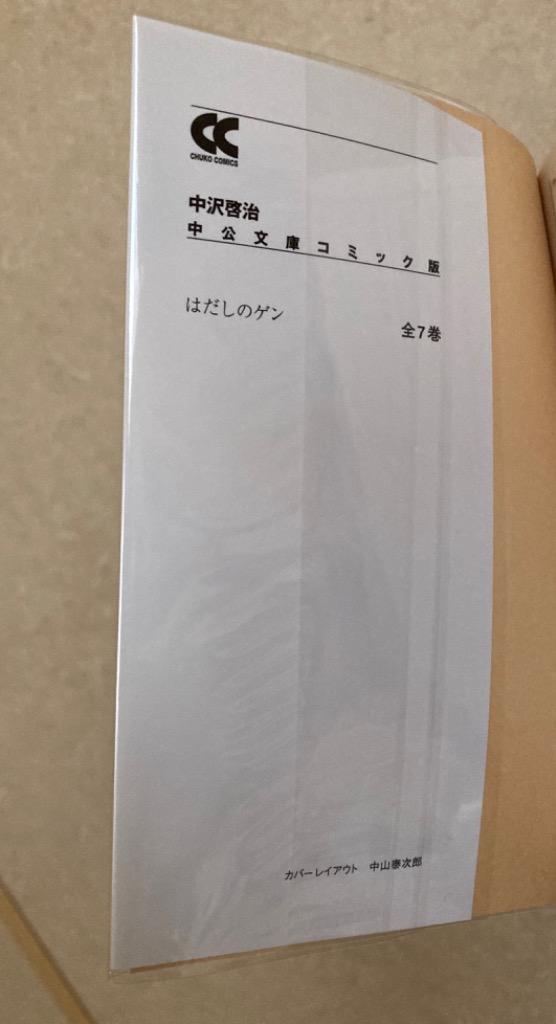 CC
CHUKO COMICS
中沢啓治
中公文庫コミック版
はだしのゲン
全7巻
カバーレイアウト 中山泰次郎